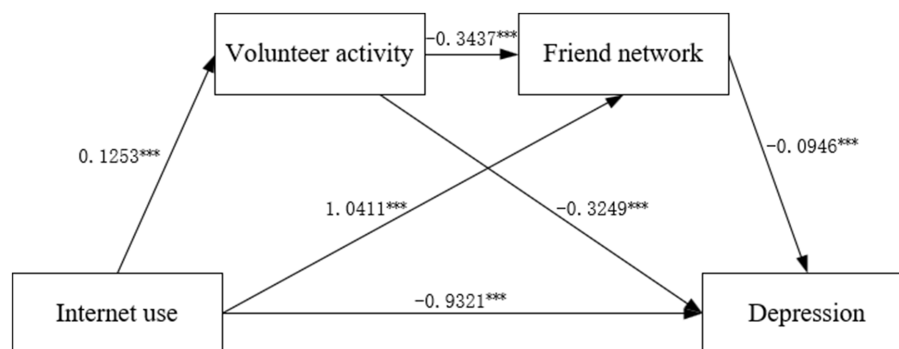 Volunteer activity
-0.3437***
Friend network
0.1253***
-0.0946***
1.0411***
-0.3249***
Internet use
-0.9321***
Depression